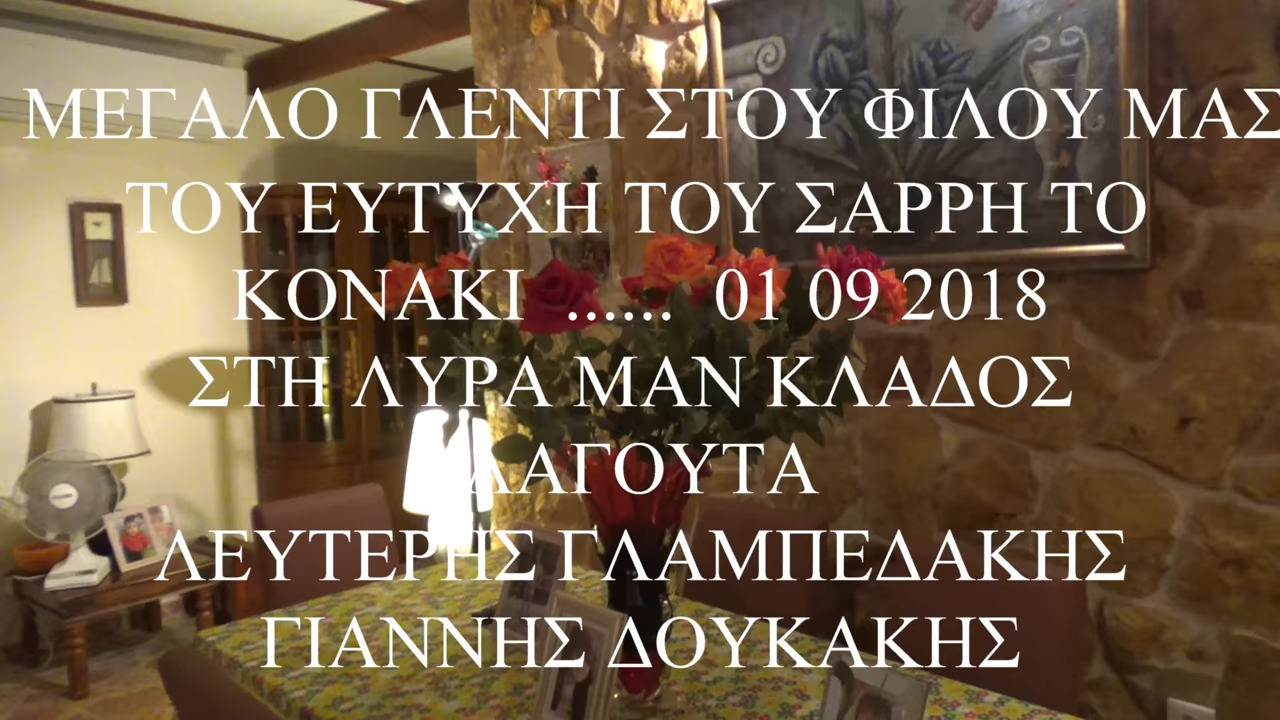 ΜΕΓΑΛΟ ΓΛΕΝΤΙ ΣΤΟΥ ΦΙΛΟΥ ΜΑΣ
ΤΟΥ ΕΥΤΥΧΗ ΤΟΥ ΣΑΡΡΗ ΤΟ
ΚΟΝΑΚΙ ...... 01 09 2018
ΣΤΗ ΛΥΡΑ ΜΑΝ ΚΛΑΔΟΣ
ΛΑΓΟΥΤΑ
ΛΕΥΤΕΡΗΣ ΓΛΑΜΠΕΔΑΚΗΣ
ΓΙΑΝΝΗΣ ΔΟΥΚΑΚΗΣ